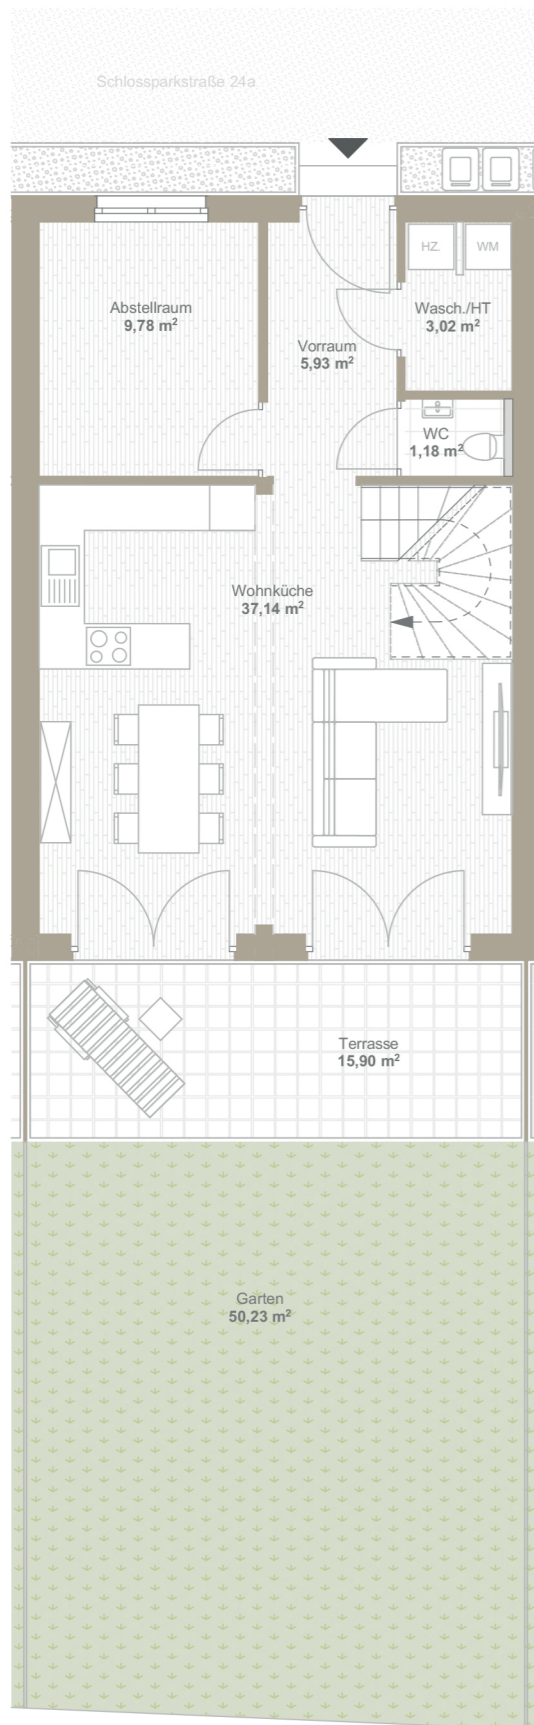 Schlossparkstraße 24a
HZ.
WM
Abstellraum
9,78 m²
Wasch./HT
3,02 m²
Vorraum
5,93 m²
WC
1,18 m²
Wohnküche
37,14 m²
Terrasse
15,90 m²
Garten
50,23 m²